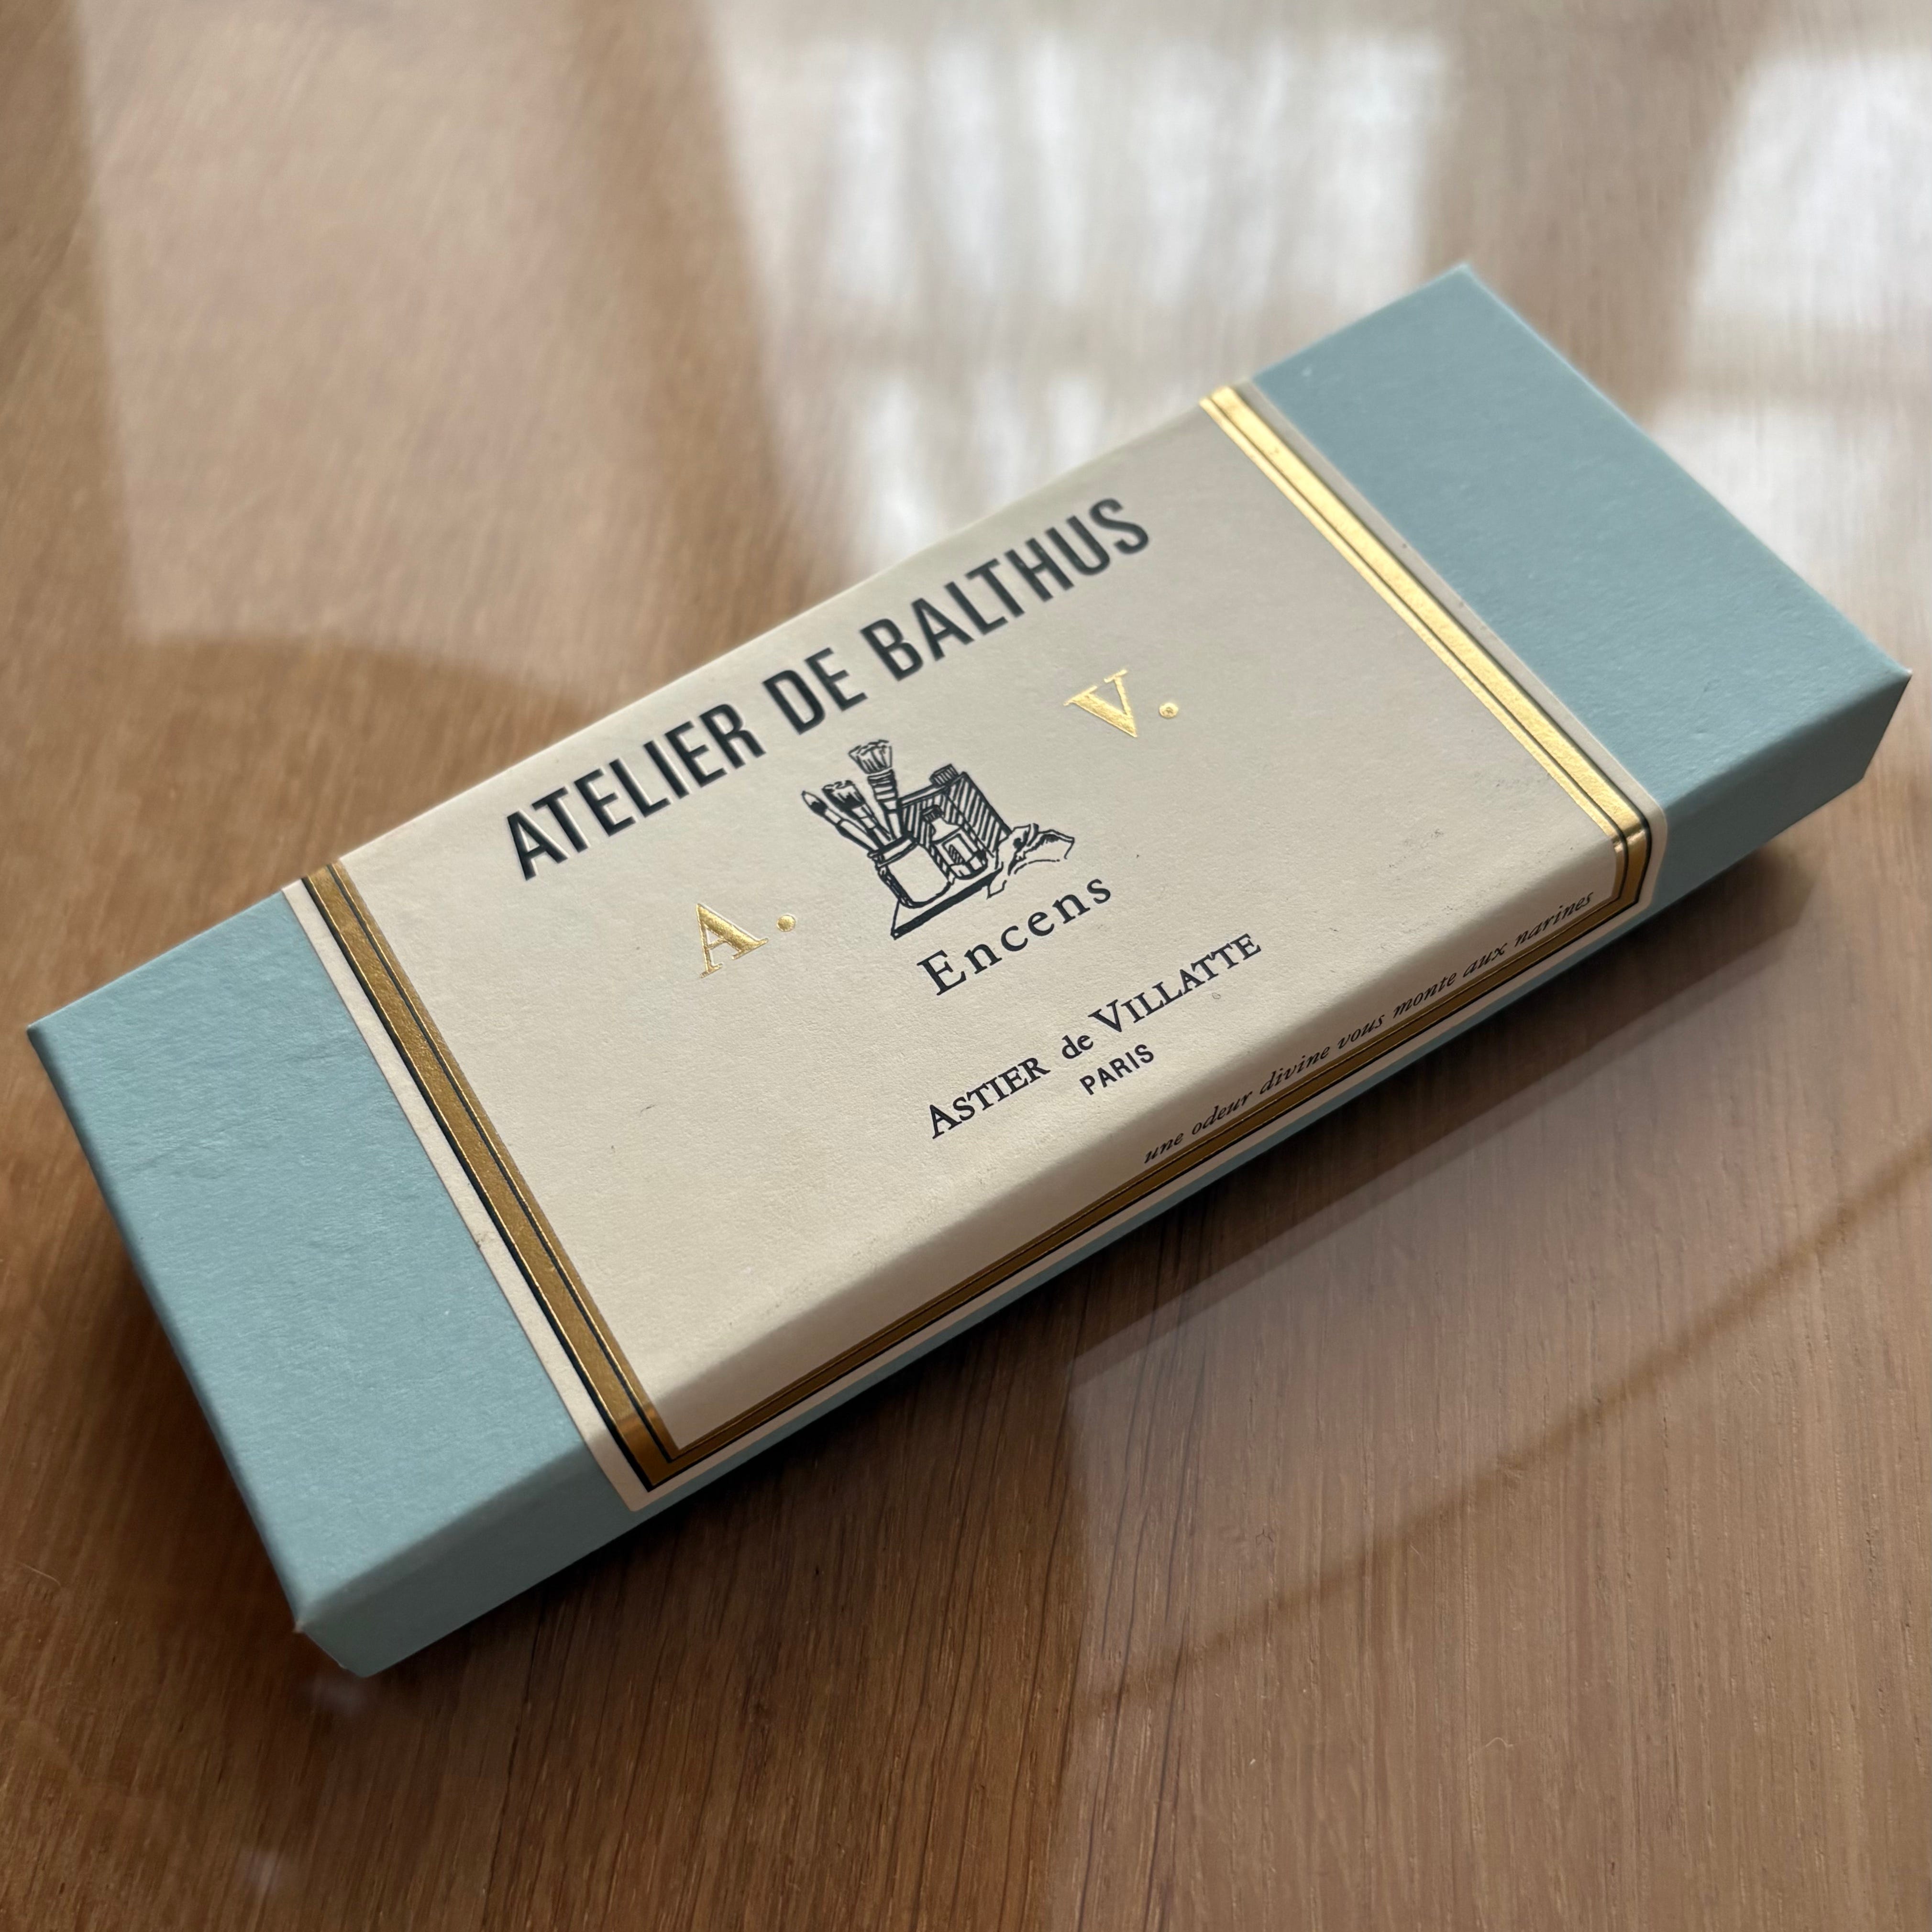 ATELIER DE BALTHUS
A. V.
Encens
ASTIER de VILLATTE
PARIS
une odeur divine vous monte aux narines